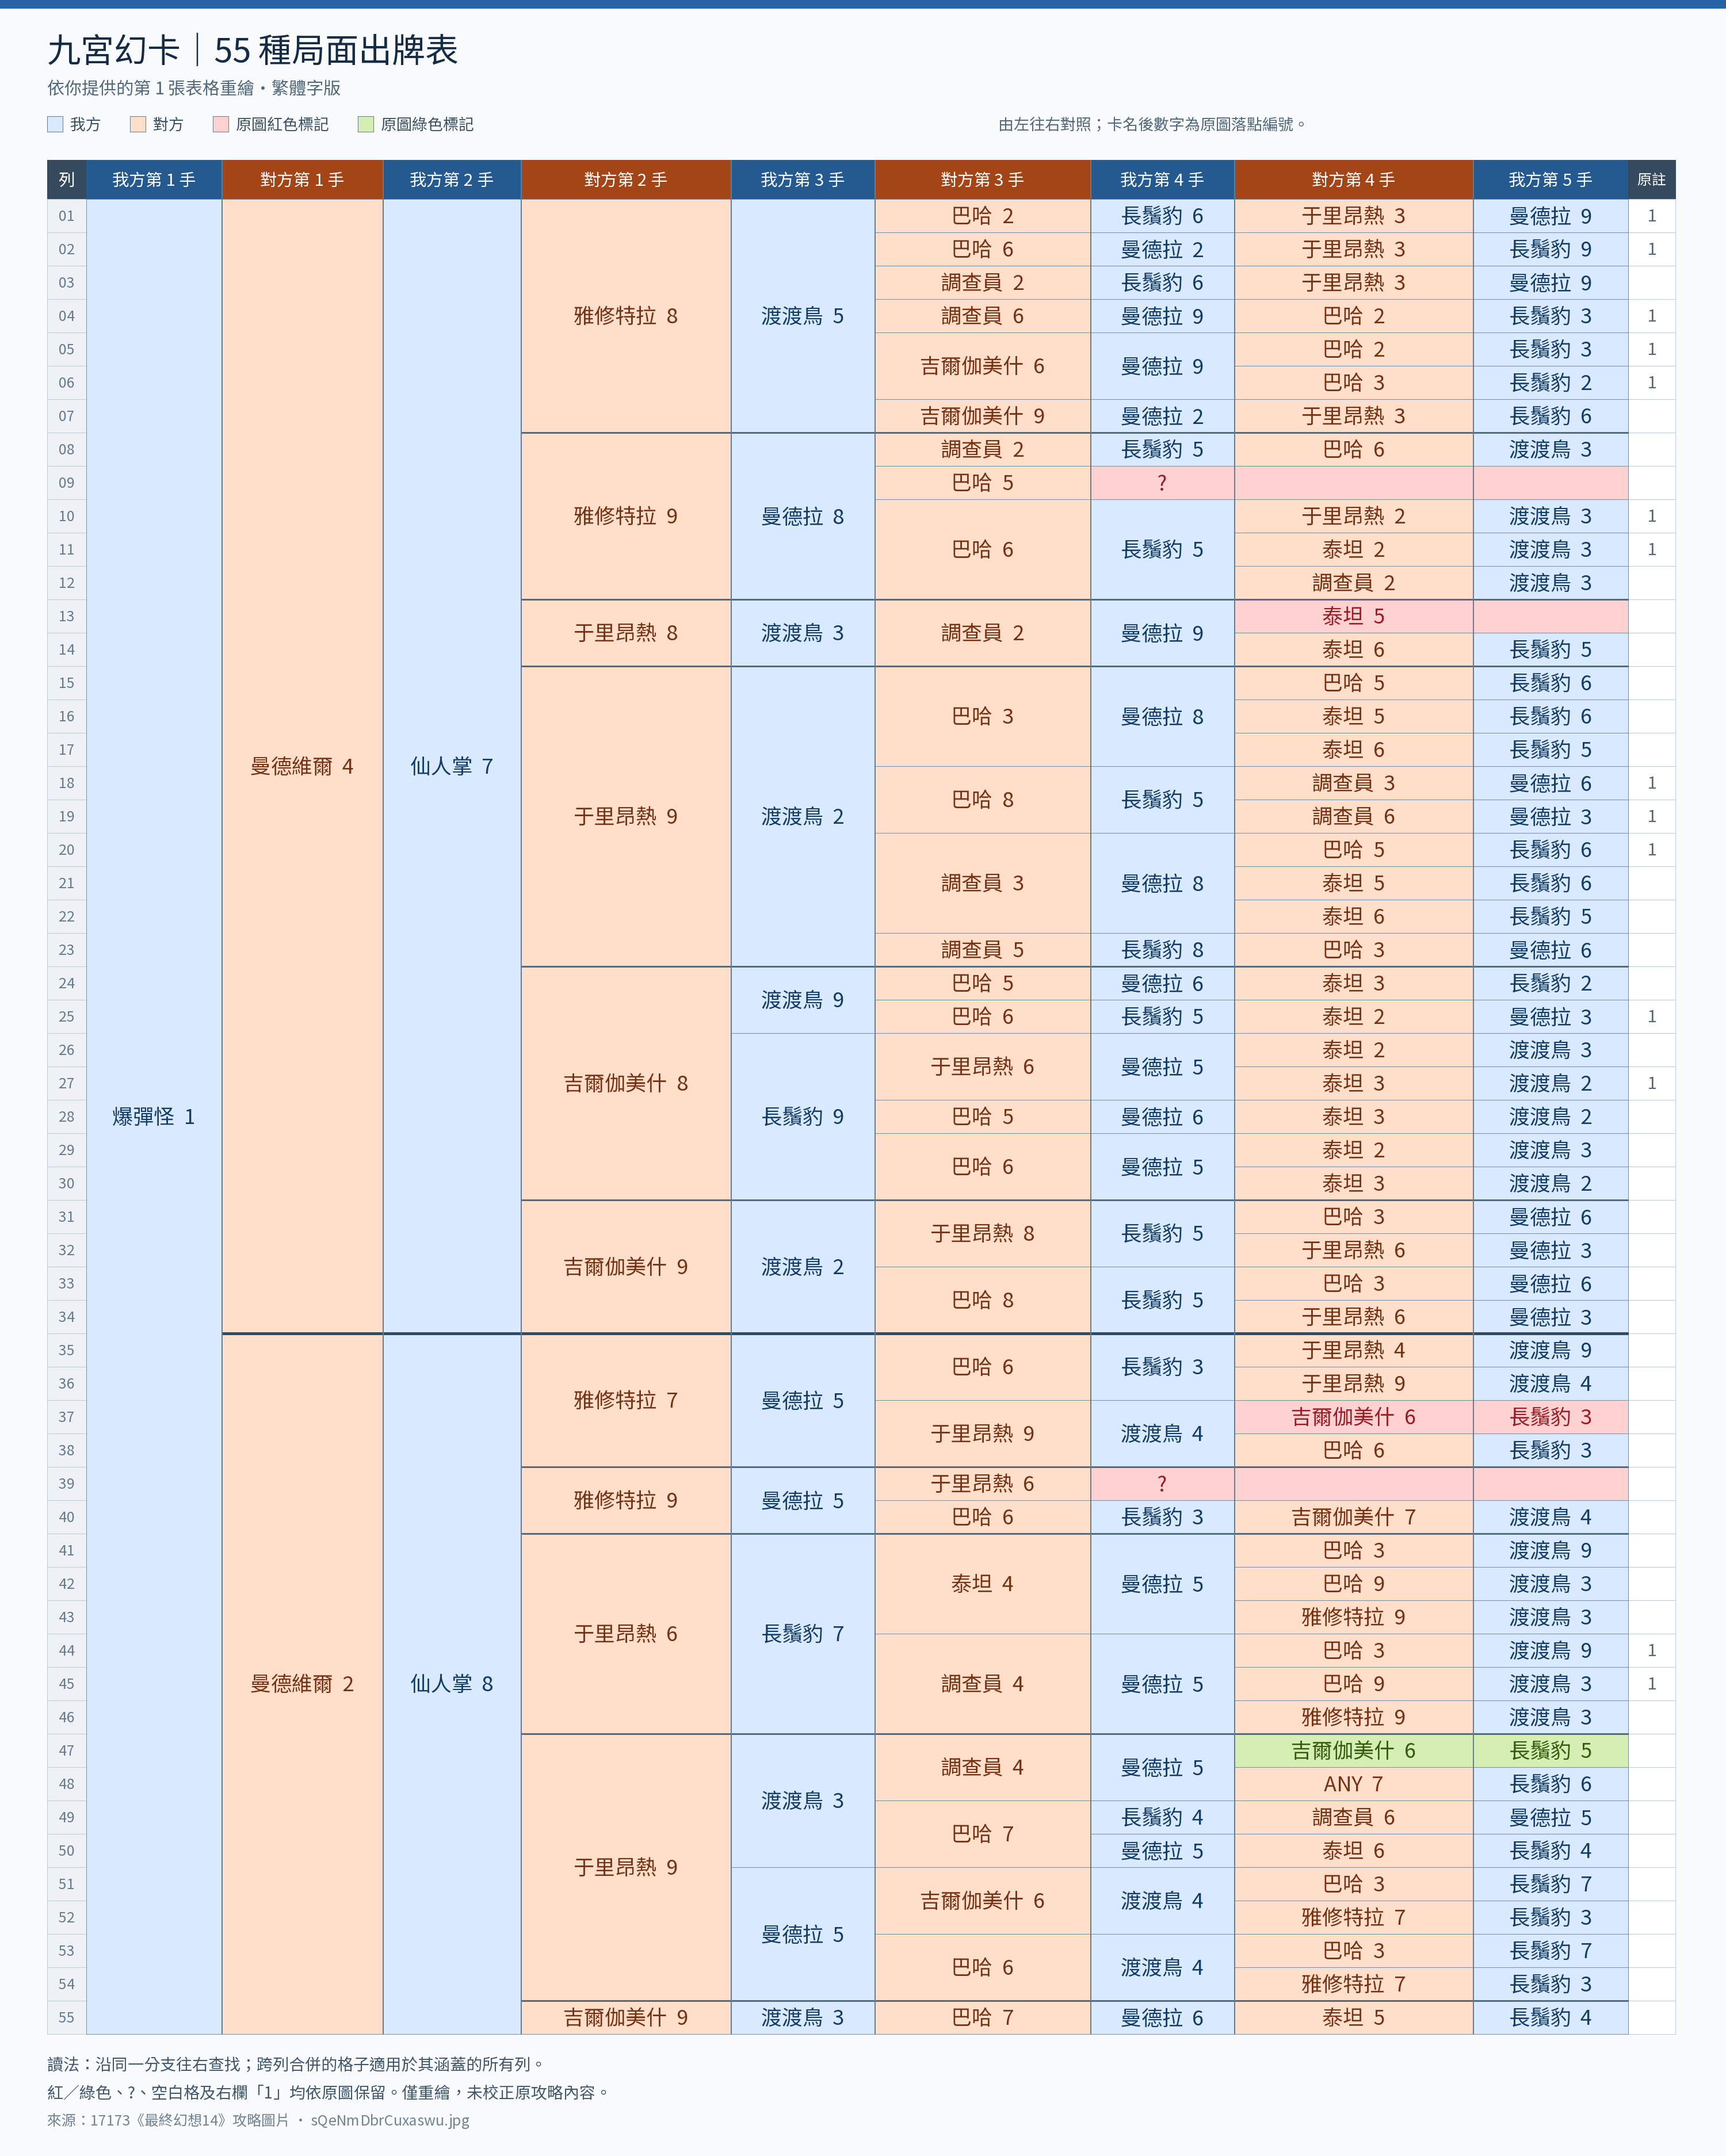 九宮幻卡｜55 種局面出牌表
依你提供的第 1 張表格重繪・繁體字版
我方 對方 原圖紅色標記 原圖綠色標記 由左往右對照；卡名後數字為原圖落點編號。
列 我方第 1 手 對方第 1 手 我方第 2 手 對方第 2 手 我方第 3 手 對方第 3 手 我方第 4 手 對方第 4 手 我方第 5 手 原註
01 巴哈 2 長鬚豹 6 于里昂熱 3 曼德拉 9 1
02 巴哈 6 曼德拉 2 于里昂熱 3 長鬚豹 9 1
03 調查員 2 長鬚豹 6 于里昂熱 3 曼德拉 9
04 雅修特拉 8 渡渡鳥 5 調查員 6 曼德拉 9 巴哈 2 長鬚豹 3 1
05 巴哈 2 長鬚豹 3 1
吉爾伽美什 6 曼德拉 9
06 巴哈 3 長鬚豹 2 1
07 吉爾伽美什 9 曼德拉 2 于里昂熱 3 長鬚豹 6
08 調查員 2 長鬚豹 5 巴哈 6 渡渡鳥 3
09 巴哈 5 ?
10 雅修特拉 9 曼德拉 8 于里昂熱 2 渡渡鳥 3 1
11 巴哈 6 長鬚豹 5 泰坦 2 渡渡鳥 3 1
12 調查員 2 渡渡鳥 3
13 泰坦 5
于里昂熱 8 渡渡鳥 3 調查員 2 曼德拉 9
14 泰坦 6 長鬚豹 5
15 巴哈 5 長鬚豹 6
16 巴哈 3 曼德拉 8 泰坦 5 長鬚豹 6
17 泰坦 6 長鬚豹 5
曼德維爾 4 仙人掌 7
18 調查員 3 曼德拉 6 1
巴哈 8 長鬚豹 5
19 于里昂熱 9 渡渡鳥 2 調查員 6 曼德拉 3 1
20 巴哈 5 長鬚豹 6 1
21 調查員 3 曼德拉 8 泰坦 5 長鬚豹 6
22 泰坦 6 長鬚豹 5
23 調查員 5 長鬚豹 8 巴哈 3 曼德拉 6
24 巴哈 5 曼德拉 6 泰坦 3 長鬚豹 2
渡渡鳥 9
25 巴哈 6 長鬚豹 5 泰坦 2 曼德拉 3 1
26 泰坦 2 渡渡鳥 3
于里昂熱 6 曼德拉 5
27 吉爾伽美什 8 泰坦 3 渡渡鳥 2 1
28 爆彈怪 1 長鬚豹 9 巴哈 5 曼德拉 6 泰坦 3 渡渡鳥 2
29 泰坦 2 渡渡鳥 3
巴哈 6 曼德拉 5
30 泰坦 3 渡渡鳥 2
31 巴哈 3 曼德拉 6
于里昂熱 8 長鬚豹 5
32 于里昂熱 6 曼德拉 3
吉爾伽美什 9 渡渡鳥 2
33 巴哈 3 曼德拉 6
巴哈 8 長鬚豹 5
34 于里昂熱 6 曼德拉 3
35 于里昂熱 4 渡渡鳥 9
巴哈 6 長鬚豹 3
36 于里昂熱 9 渡渡鳥 4
雅修特拉 7 曼德拉 5
37 吉爾伽美什 6 長鬚豹 3
于里昂熱 9 渡渡鳥 4
38 巴哈 6 長鬚豹 3
39 于里昂熱 6 ?
雅修特拉 9 曼德拉 5
40 巴哈 6 長鬚豹 3 吉爾伽美什 7 渡渡鳥 4
41 巴哈 3 渡渡鳥 9
42 泰坦 4 曼德拉 5 巴哈 9 渡渡鳥 3
43 雅修特拉 9 渡渡鳥 3
于里昂熱 6 長鬚豹 7
44 巴哈 3 渡渡鳥 9 1
45 曼德維爾 2 仙人掌 8 調查員 4 曼德拉 5 巴哈 9 渡渡鳥 3 1
46 雅修特拉 9 渡渡鳥 3
47 吉爾伽美什 6 長鬚豹 5
調查員 4 曼德拉 5
48 ANY 7 長鬚豹 6
渡渡鳥 3
49 長鬚豹 4 調查員 6 曼德拉 5
巴哈 7
50 曼德拉 5 泰坦 6 長鬚豹 4
于里昂熱 9
51 巴哈 3 長鬚豹 7
吉爾伽美什 6 渡渡鳥 4
52 雅修特拉 7 長鬚豹 3
曼德拉 5
53 巴哈 3 長鬚豹 7
巴哈 6 渡渡鳥 4
54 雅修特拉 7 長鬚豹 3
55 吉爾伽美什 9 渡渡鳥 3 巴哈 7 曼德拉 6 泰坦 5 長鬚豹 4
讀法：沿同一分支往右查找；跨列合併的格子適用於其涵蓋的所有列。
紅／綠色、?、空白格及右欄「1」均依原圖保留。僅重繪，未校正原攻略內容。
來源：17173《最終幻想14》攻略圖片 ・ sQeNmDbrCuxaswu.jpg